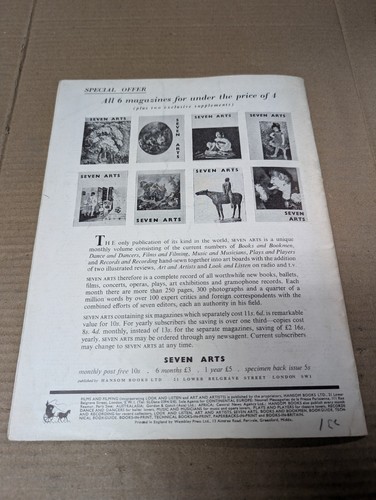 SPECIAL OFFER
All 6 magazines for under the price of 4
(plus two exclusive supplements)
SEVEN ARTS
SEVEN ARTS
SEVEN ARTS
SEVEN ARTS
SEVEN ARTS
SEVEN ARTS
SEVEN ARTS
SEVEN ARTS
THE only publication of its kind in the world, SEVEN ARTS is a unique
monthly volume consisting of the current numbers of Books and Bookmen,
Dance and Dancers, Films and Filming, Music and Musicians, Plays and Players
and Records and Recording hand-sewn together into art boards with the addition
of two illustrated reviews, Art and Artists and Look and Listen on radio and T.V.
SEVEN ARTS therefore is a complete record of all worthwhile new books, ballets,
films, concerts, operas, plays, art exhibitions and gramophone records. Each
month there are more than 250 pages, 300 photographs and a quarter of a
million words by over 100 expert critics and foreign correspondents with the
combined efforts of seven editors, each an authority in his field.
SEVEN ARTS containing six magazines which separately cost 11s. 6d. is remarkable
value for 10s. For yearly subscribers the saving is over one third—copies cost
8s. 4d. monthly, instead of 13s. for the separate magazines, saving of £2 16s.
yearly. Magazines may be ordered through any newsagent. Current subscribers
may change to SEVEN ARTS at any time.
SEVEN ARTS
monthly post free 10s . 6 months £3 . 1 year £5 . specimen back issue 5s
published by HANSOM BOOKS LTD 21 LOWER BELGRAVE STREET LONDON SW1
Printed in England by